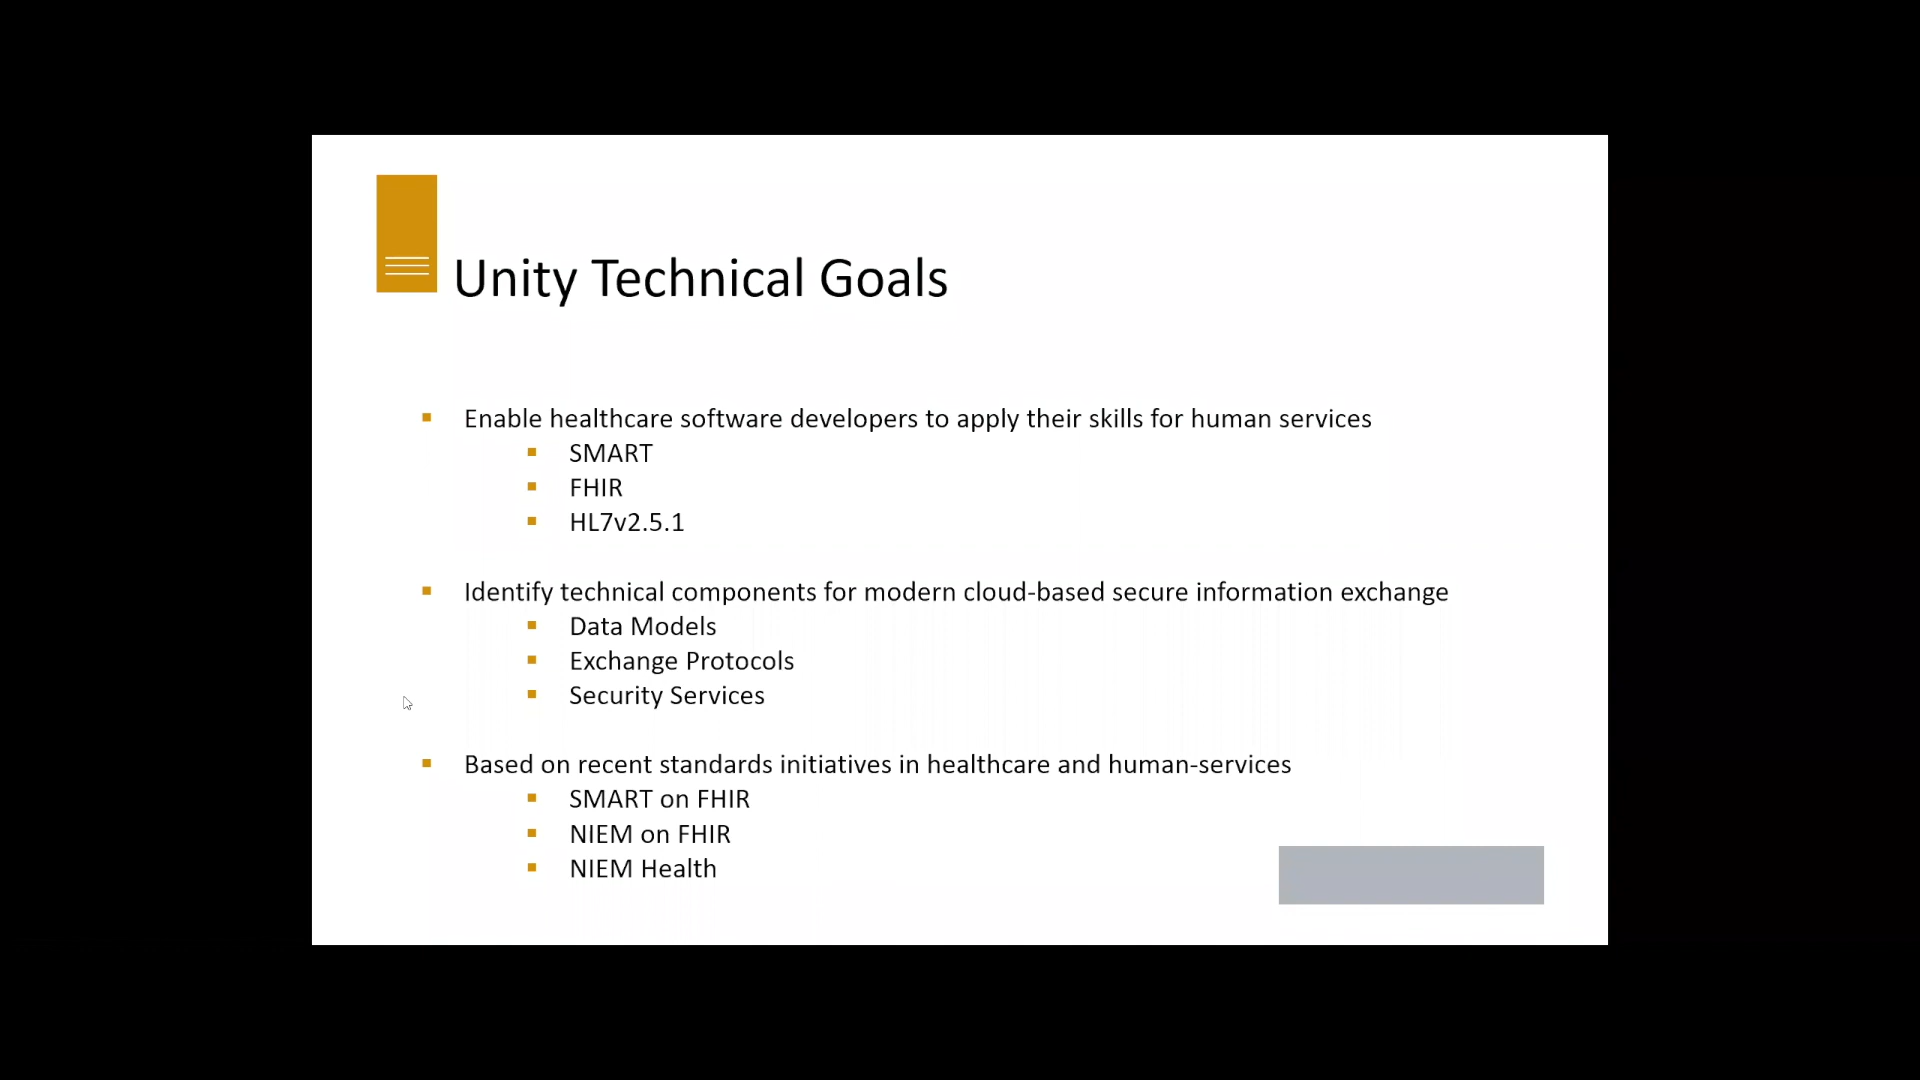 Unity Technical Goals
Enable healthcare software developers to apply their skills for human services
SMART
FHIR
HL7v2.5.1
Identify technical components for modern cloud-based secure information exchange
Data Models
Exchange Protocols
Security Services
Based on recent standards initiatives in healthcare and human-services
SMART on FHIR
NIEM on FHIR
NIEM Health